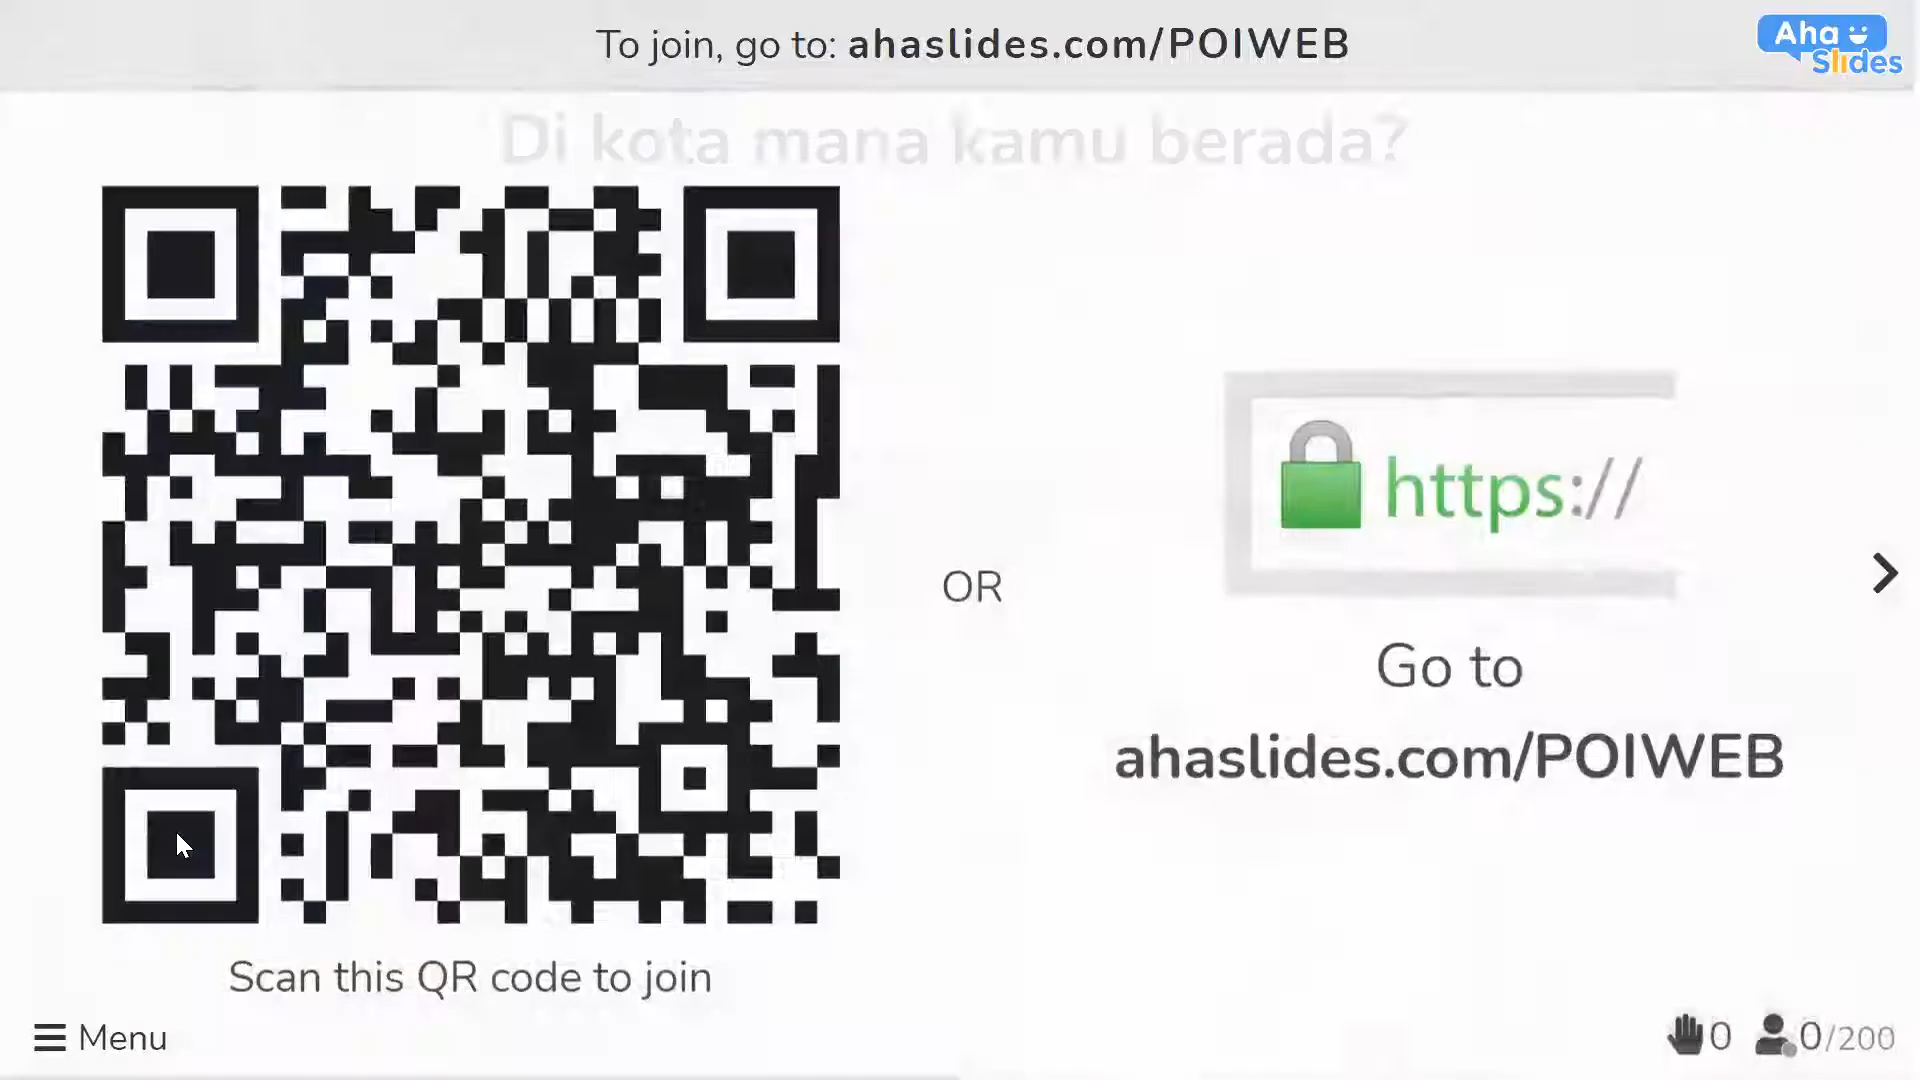 To join, go to: ahaslides.com/POIWEB
Aha
Slides
Di kota mana kamu berada?
https://
OR
Go to
ahaslides.com/POIWEB
Scan this QR code to join
Menu
0 0/200